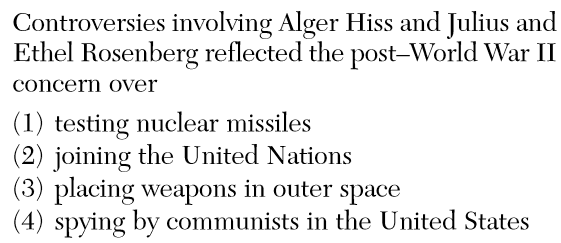 Controversies involving Alger Hiss and Julius and
Ethel Rosenberg reflected the post–World War II
concern over
(1) testing nuclear missiles
(2) joining the United Nations
(3) placing weapons in outer space
(4) spying by communists in the United States